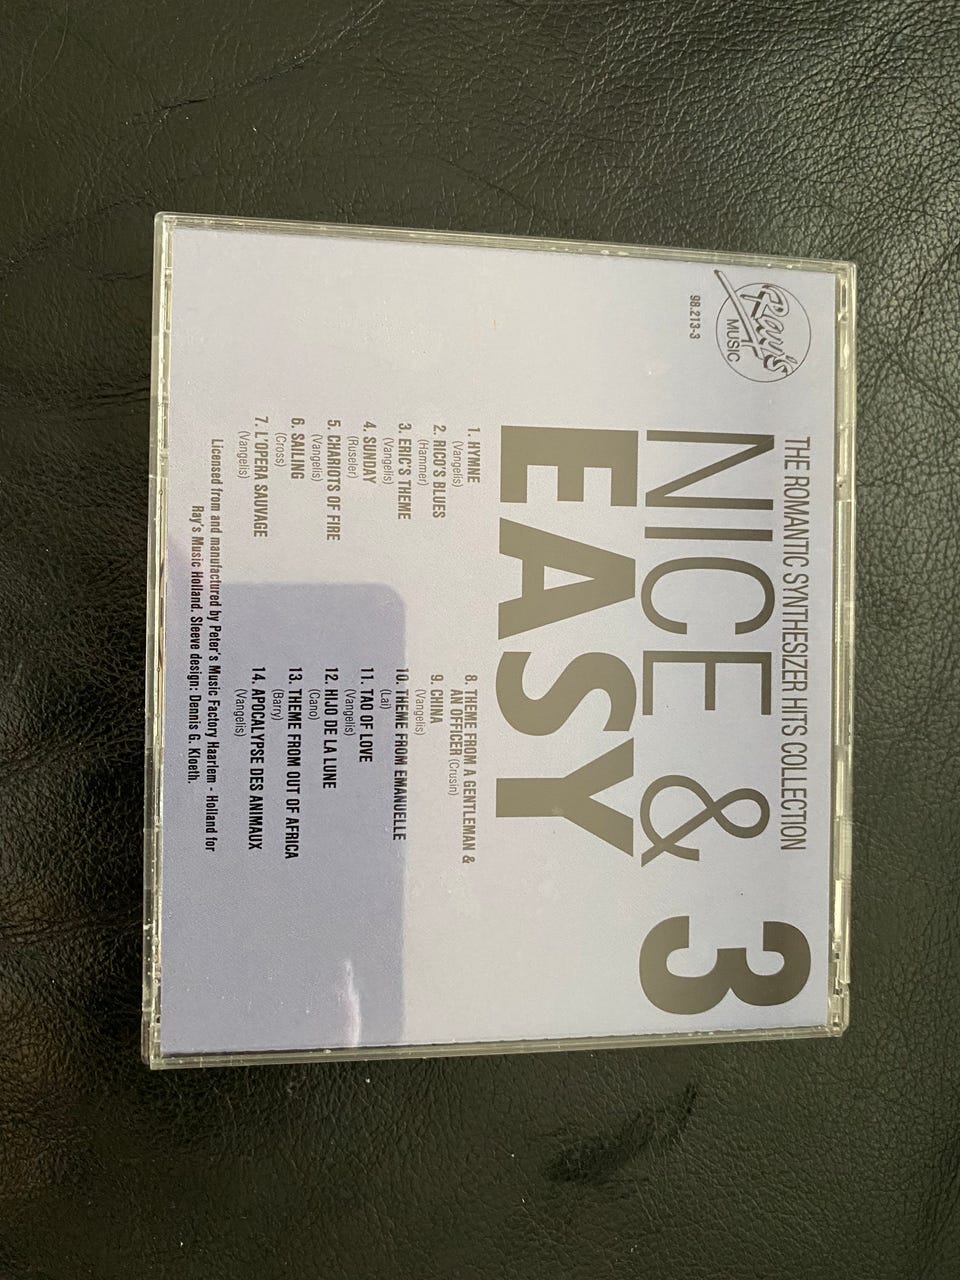 Ray's
MUSIC
98.213-3
THE ROMANTIC SYNTHESIZER HITS COLLECTION
NICE & 3
EASY
1. HYMNE
(Vangelis)
2. RICO'S BLUES
(Hammer)
3. ERIC'S THEME
(Vangelis)
4. SUNDAY
(Ruseler)
5. CHARIOTS OF FIRE
(Vangelis)
6. SAILING
(Cross)
7. L'OPERA SAUVAGE
(Vangelis)
8. THEME FROM A GENTLEMAN &
AN OFFICER (Crusin)
9. CHINA
(Vangelis)
10. THEME FROM EMANUELLE
(Lai)
11. TAO OF LOVE
(Vangelis)
12. HIJO DE LA LUNE
(Cano)
13. THEME FROM OUT OF AFRICA
(Barry)
14. APOCALYPSE DES ANIMAUX
(Vangelis)
Licensed from and manufactured by Peter's Music Factory Haarlem - Holland for
Ray's Music Holland. Sleeve design: Dennis G. Kloeth.